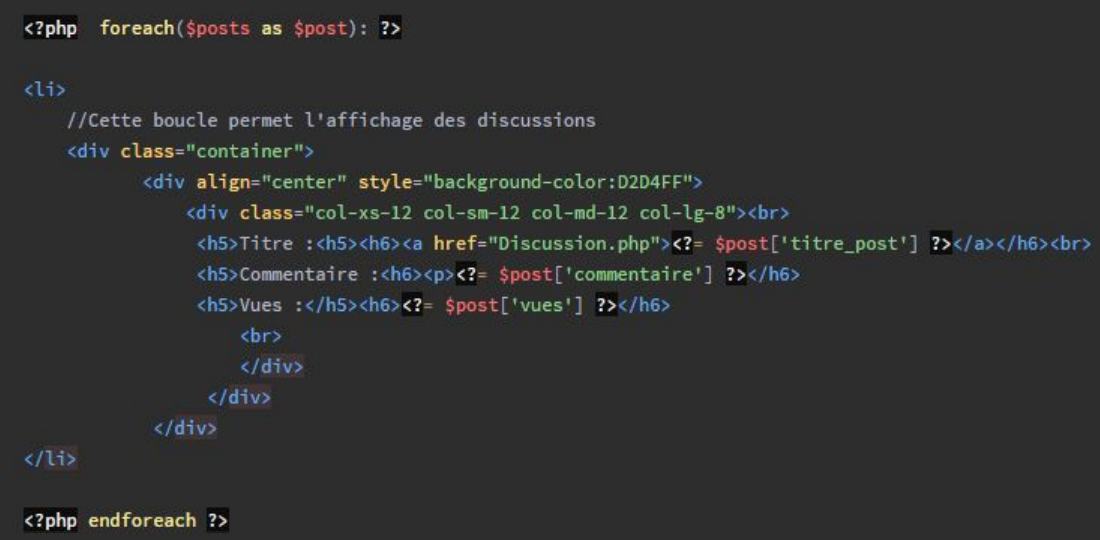 <?php  foreach($posts as $post): ?>
<li>
//Cette boucle permet l'affichage des discussions
<div class="container">
<div align="center" style="background-color:D2D4FF">
<div class="col-xs-12 col-sm-12 col-md-12 col-lg-8"><br>
<h5>Titre :<h5><h6><a href="Discussion.php"><?= $post['titre_post'] ?></a></h6><br>
<h5>Commentaire :<h6><p><?= $post['commentaire'] ?></h6>
<h5>Vues :</h5><h6><?= $post['vues'] ?></h6>
<br>
</div>
</div>
</div>
</li>
<?php endforeach ?>